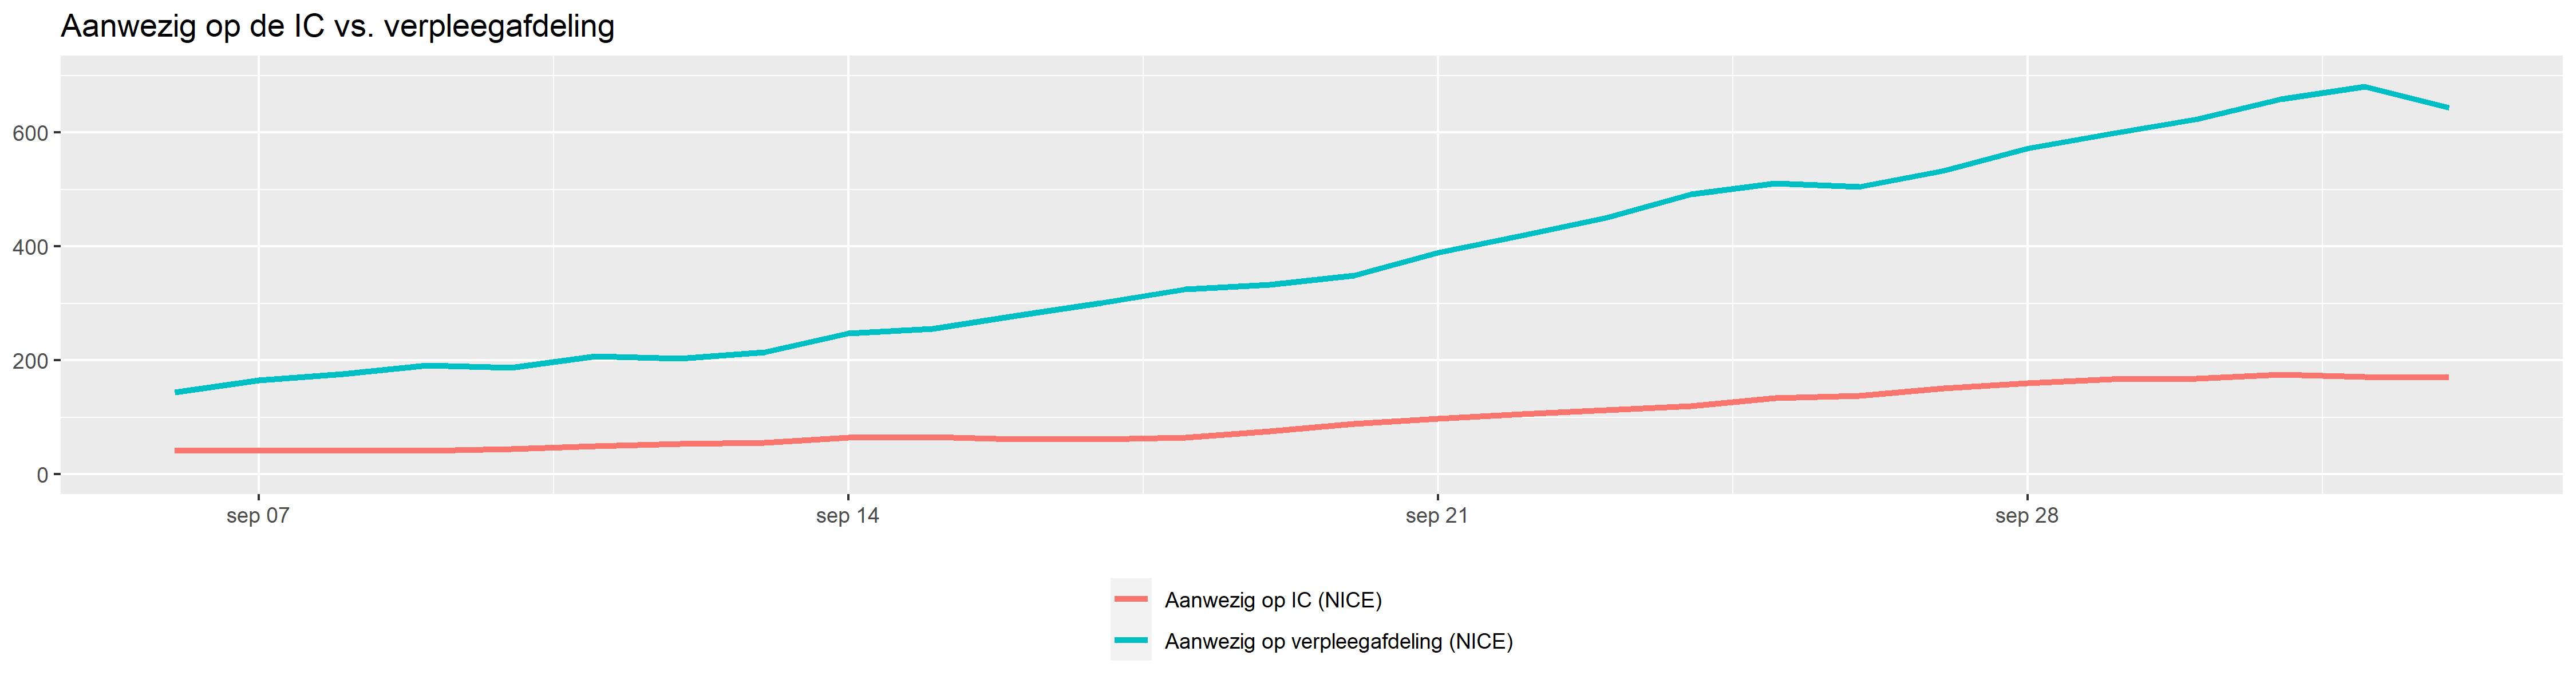 Aanwezig op de IC vs. verpleegafdeling
600
400
200
0
sep 07 sep 14 sep 21 sep 28
Aanwezig op IC (NICE)
Aanwezig op verpleegafdeling (NICE)